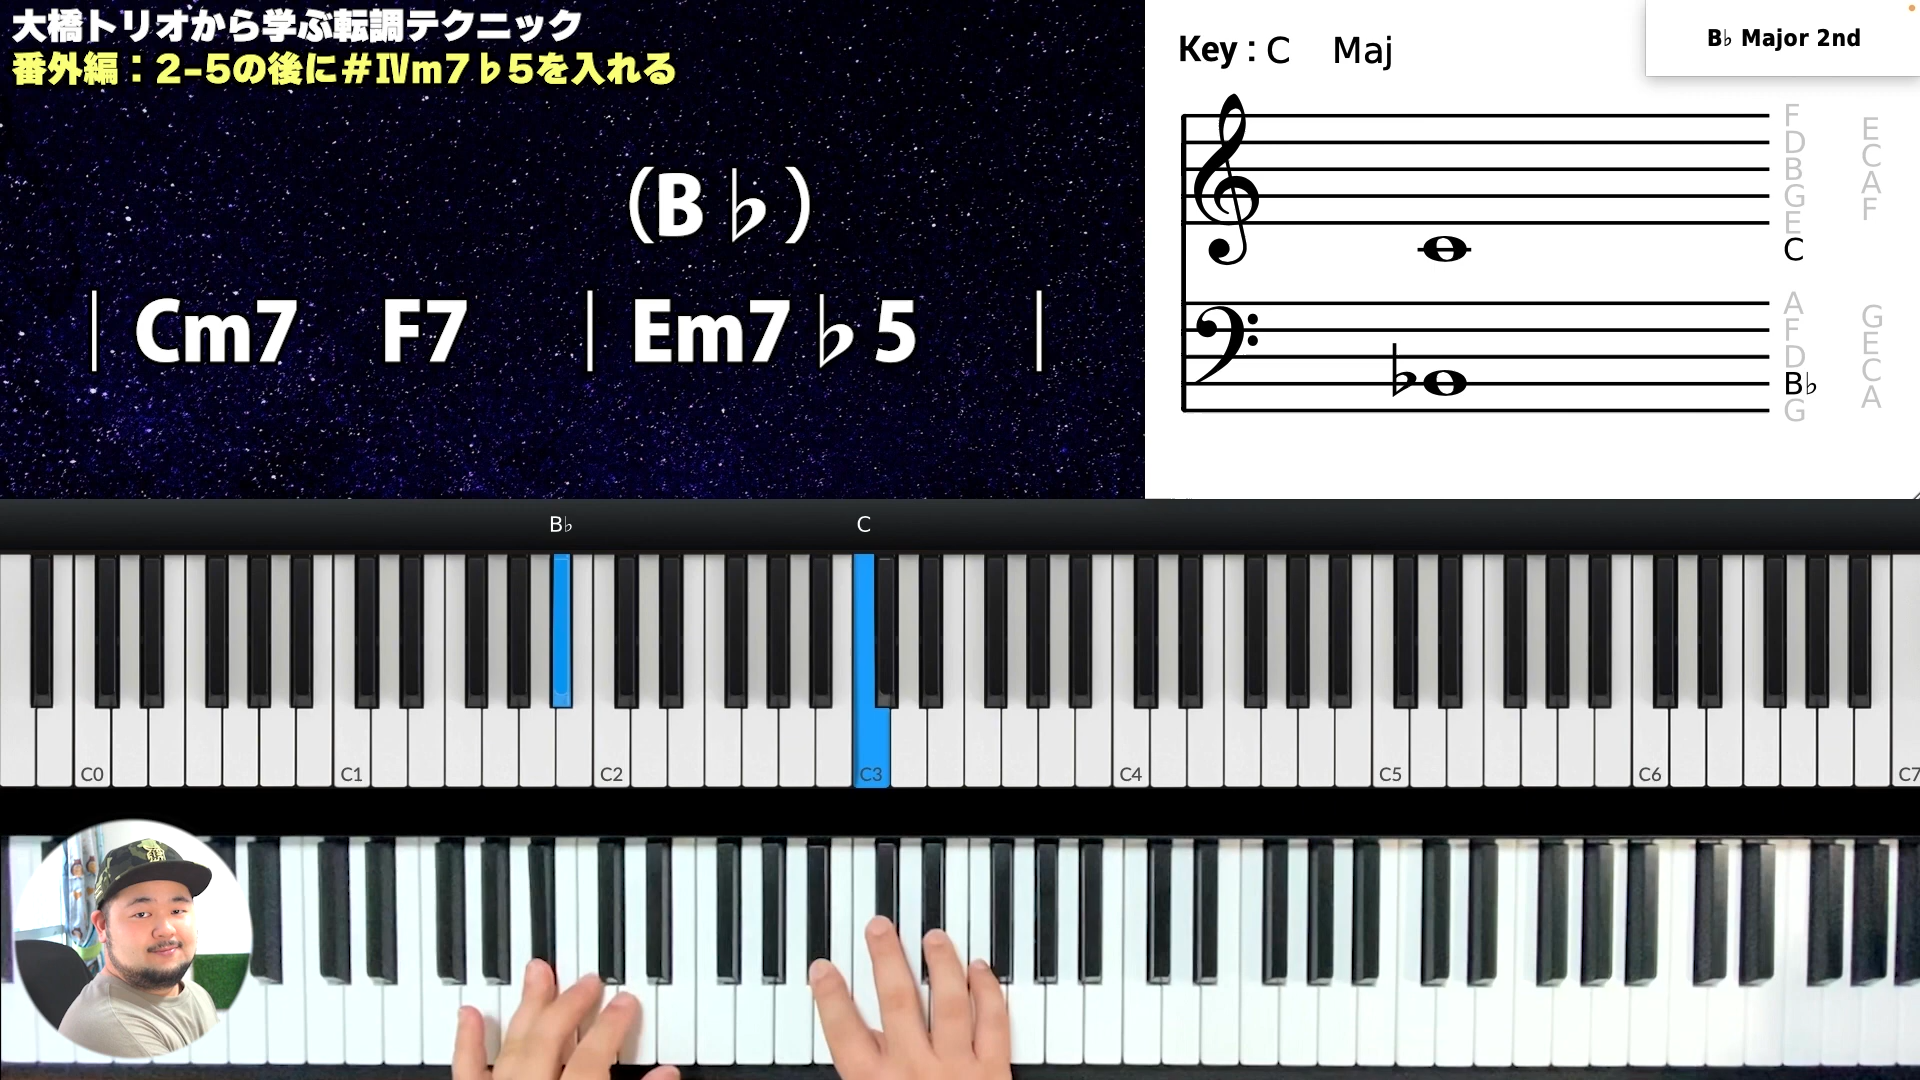 大橋トリオから学ぶ転調テクニック
番外編：2-5の後に＃Ⅳm7♭5を入れる
(B♭)
| Cm7 F7 | Em7♭5 |
Key : C Maj
B♭ Major 2nd
F
D
B
G
E
C
E
C
A
F
A
F
D
B♭
G
G
E
C
A
B♭ C
C0 C1 C2 C3 C4 C5 C6 C7